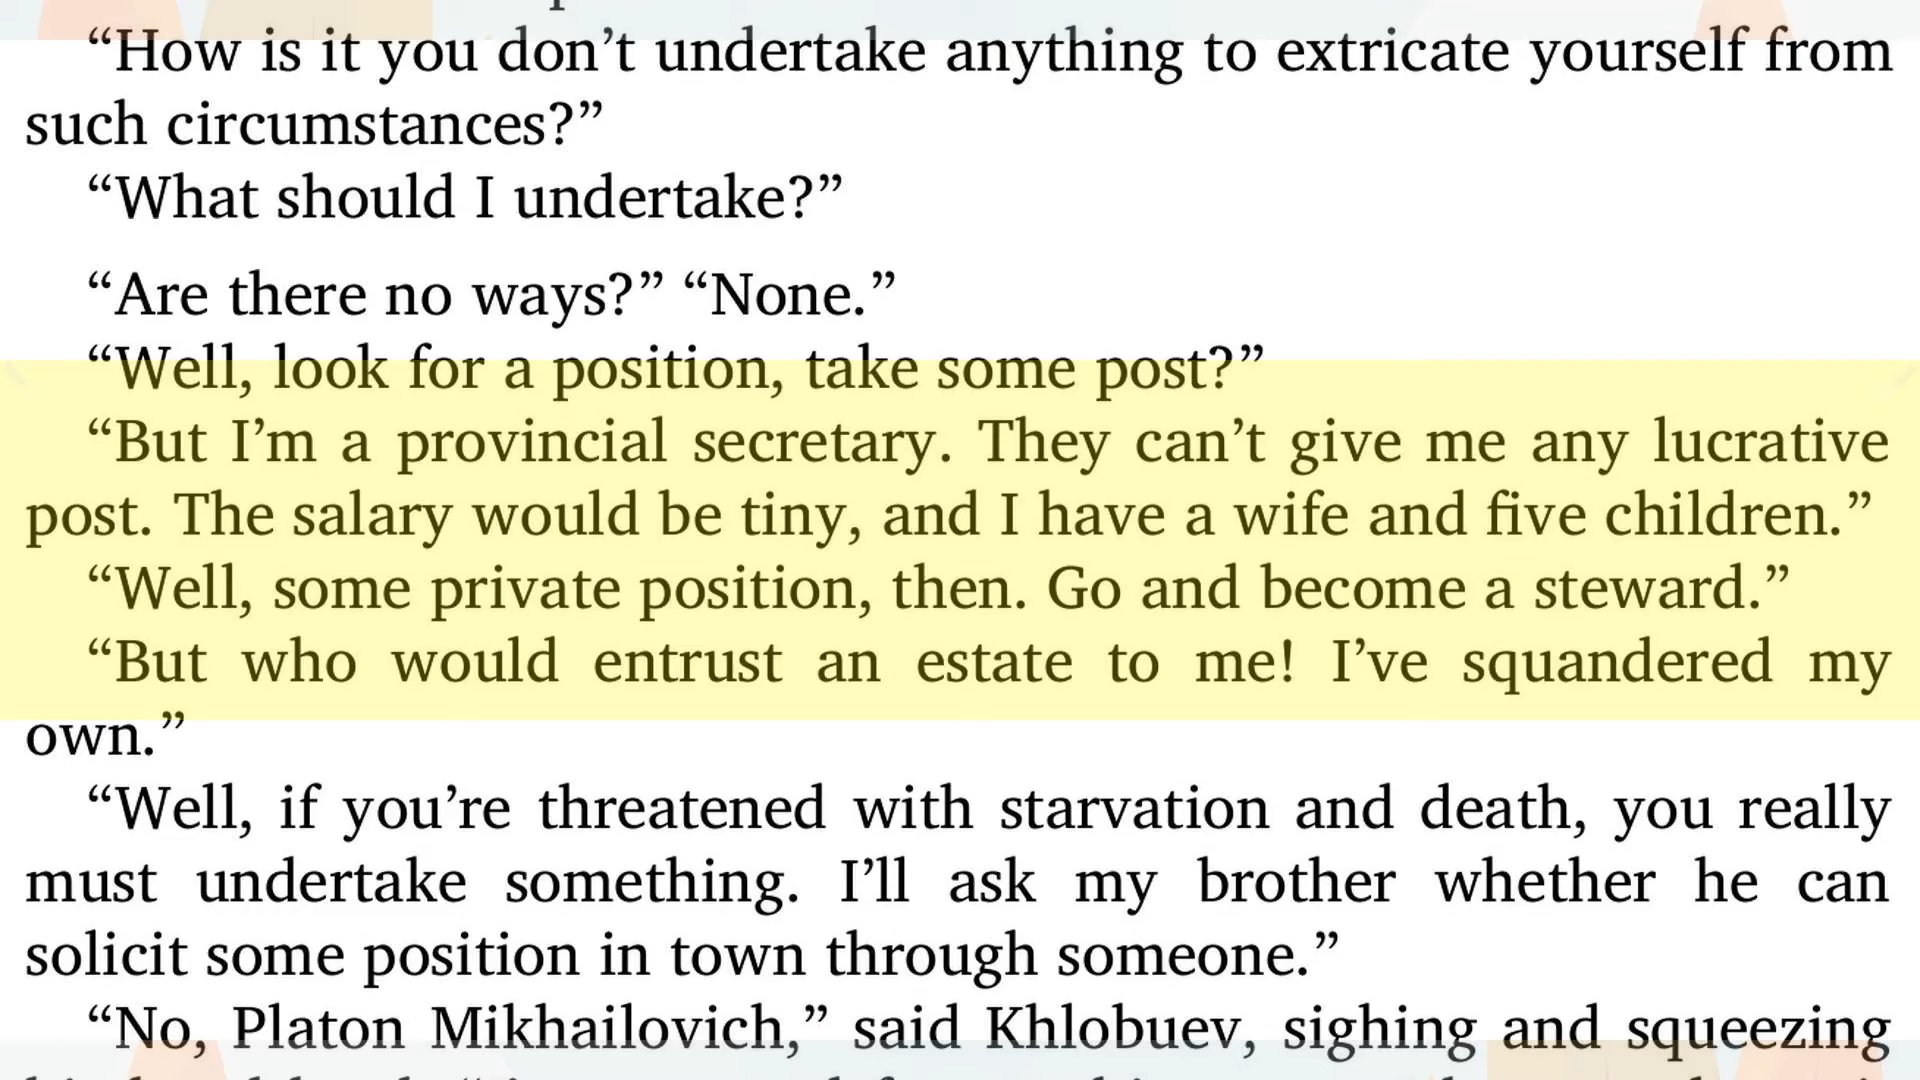 “How is it you don’t undertake anything to extricate yourself from
such circumstances?”
“What should I undertake?”
“Are there no ways?” “None.”
“Well, look for a position, take some post?”
“But I’m a provincial secretary. They can’t give me any lucrative
post. The salary would be tiny, and I have a wife and five children.”
“Well, some private position, then. Go and become a steward.”
“But who would entrust an estate to me! I’ve squandered my
own.”
“Well, if you’re threatened with starvation and death, you really
must undertake something. I’ll ask my brother whether he can
solicit some position in town through someone.”
“No, Platon Mikhailovich,” said Khlobuev, sighing and squeezing